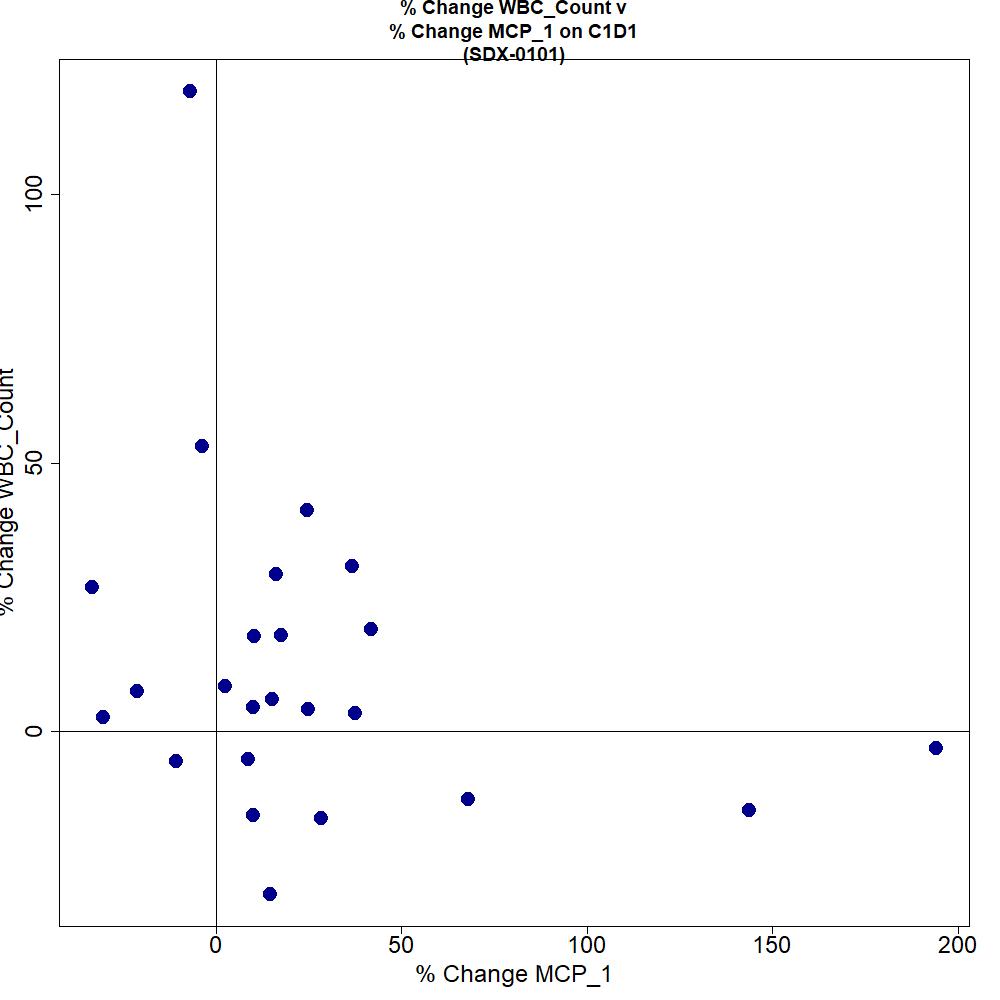 % Change WBC_Count v
% Change MCP_1 on C1D1
(SDX-0101)
% Change WBC_Count
100
50
0
0
50
100
150
200
% Change MCP_1